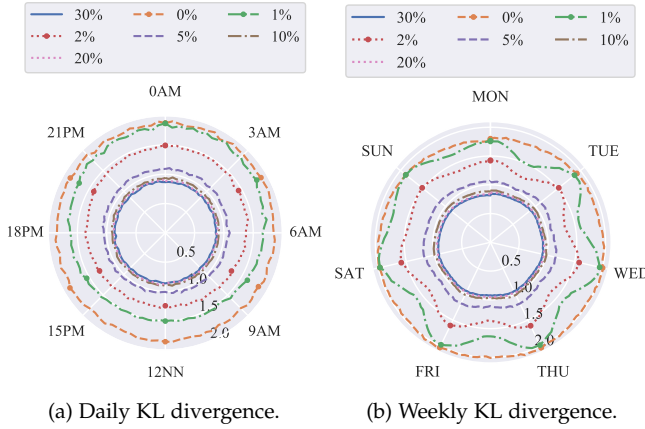 30% 0% 1%
2% 5% 10%
20%
0AM
21PM 3AM
18PM 6AM
15PM 9AM
12NN
0.5
1.0
1.5
2.0
(a) Daily KL divergence.
30% 0% 1%
2% 5% 10%
20%
MON
SUN TUE
SAT WED
FRI THU
0.5
1.0
1.5
2.0
(b) Weekly KL divergence.